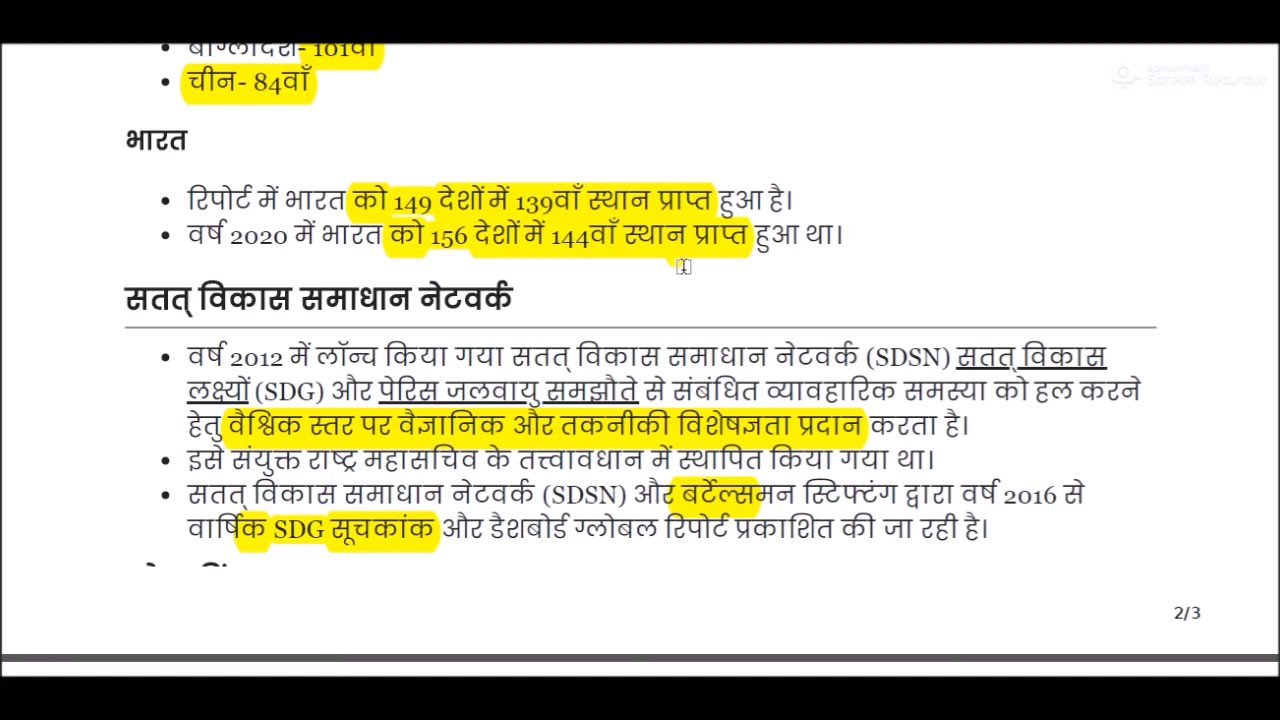 बांग्लादेश- 101वाँ
• चीन- 84वाँ
भारत
• रिपोर्ट में भारत को 149 देशों में 139वाँ स्थान प्राप्त हुआ है।
• वर्ष 2020 में भारत को 156 देशों में 144वाँ स्थान प्राप्त हुआ था।
सतत् विकास समाधान नेटवर्क
• वर्ष 2012 में लॉन्च किया गया सतत् विकास समाधान नेटवर्क (SDSN) सतत् विकास
लक्ष्यों (SDG) और पेरिस जलवायु समझौते से संबंधित व्यावहारिक समस्या को हल करने
हेतु वैश्विक स्तर पर वैज्ञानिक और तकनीकी विशेषज्ञता प्रदान करता है।
• इसे संयुक्त राष्ट्र महासचिव के तत्त्वावधान में स्थापित किया गया था।
• सतत् विकास समाधान नेटवर्क (SDSN) और बर्टेल्समन स्टिफ्टंग द्वारा वर्ष 2016 से
वार्षिक SDG सूचकांक और डैशबोर्ड ग्लोबल रिपोर्ट प्रकाशित की जा रही है।
2/3
Screen Recorder